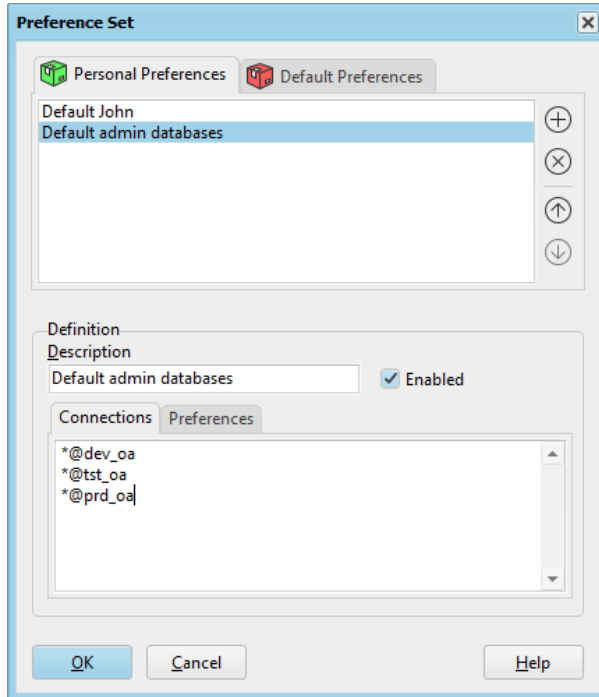 Preference Set
Personal Preferences
Default Preferences
Default John
Default admin databases
Definition
Description
Default admin databases
Enabled
Connections
Preferences
*@dev_oa
*@tst_oa
*@prd_oa
OK
Cancel
Help